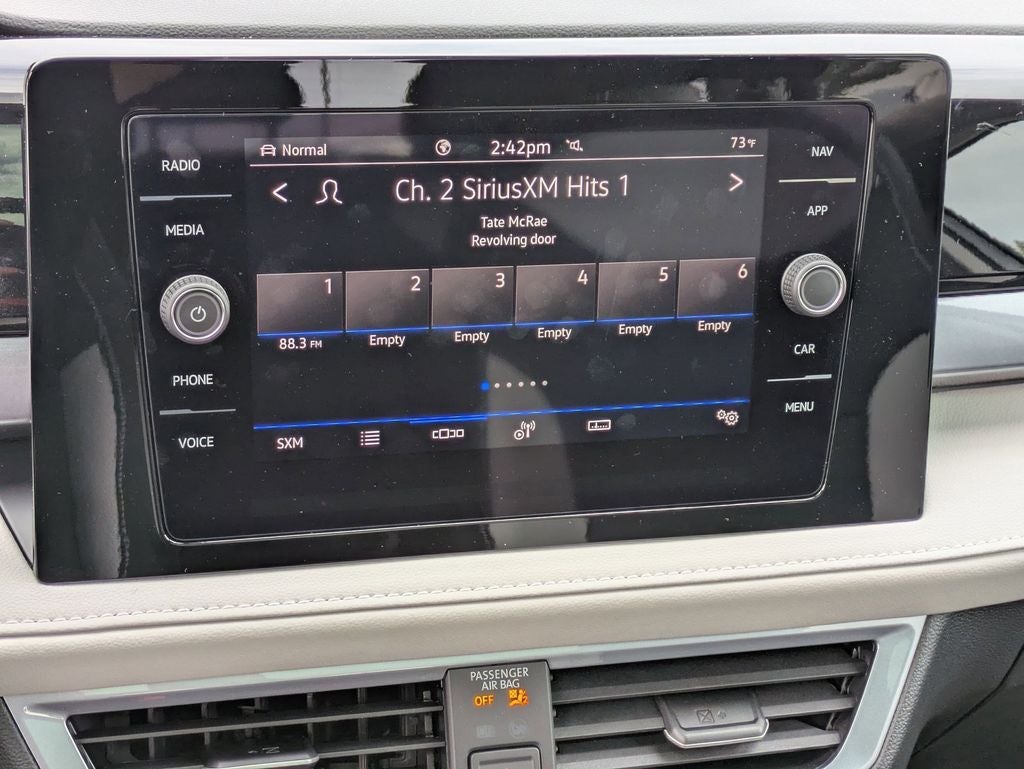 Normal 2:42pm 73°F
RADIO
MEDIA
PHONE
VOICE
Ch. 2 SiriusXM Hits 1
Tate McRae
Revolving door
1 2 3 4 5 6
88.3 FM Empty Empty Empty Empty Empty
SXM
NAV
APP
CAR
MENU
PASSENGER
AIR BAG
OFF